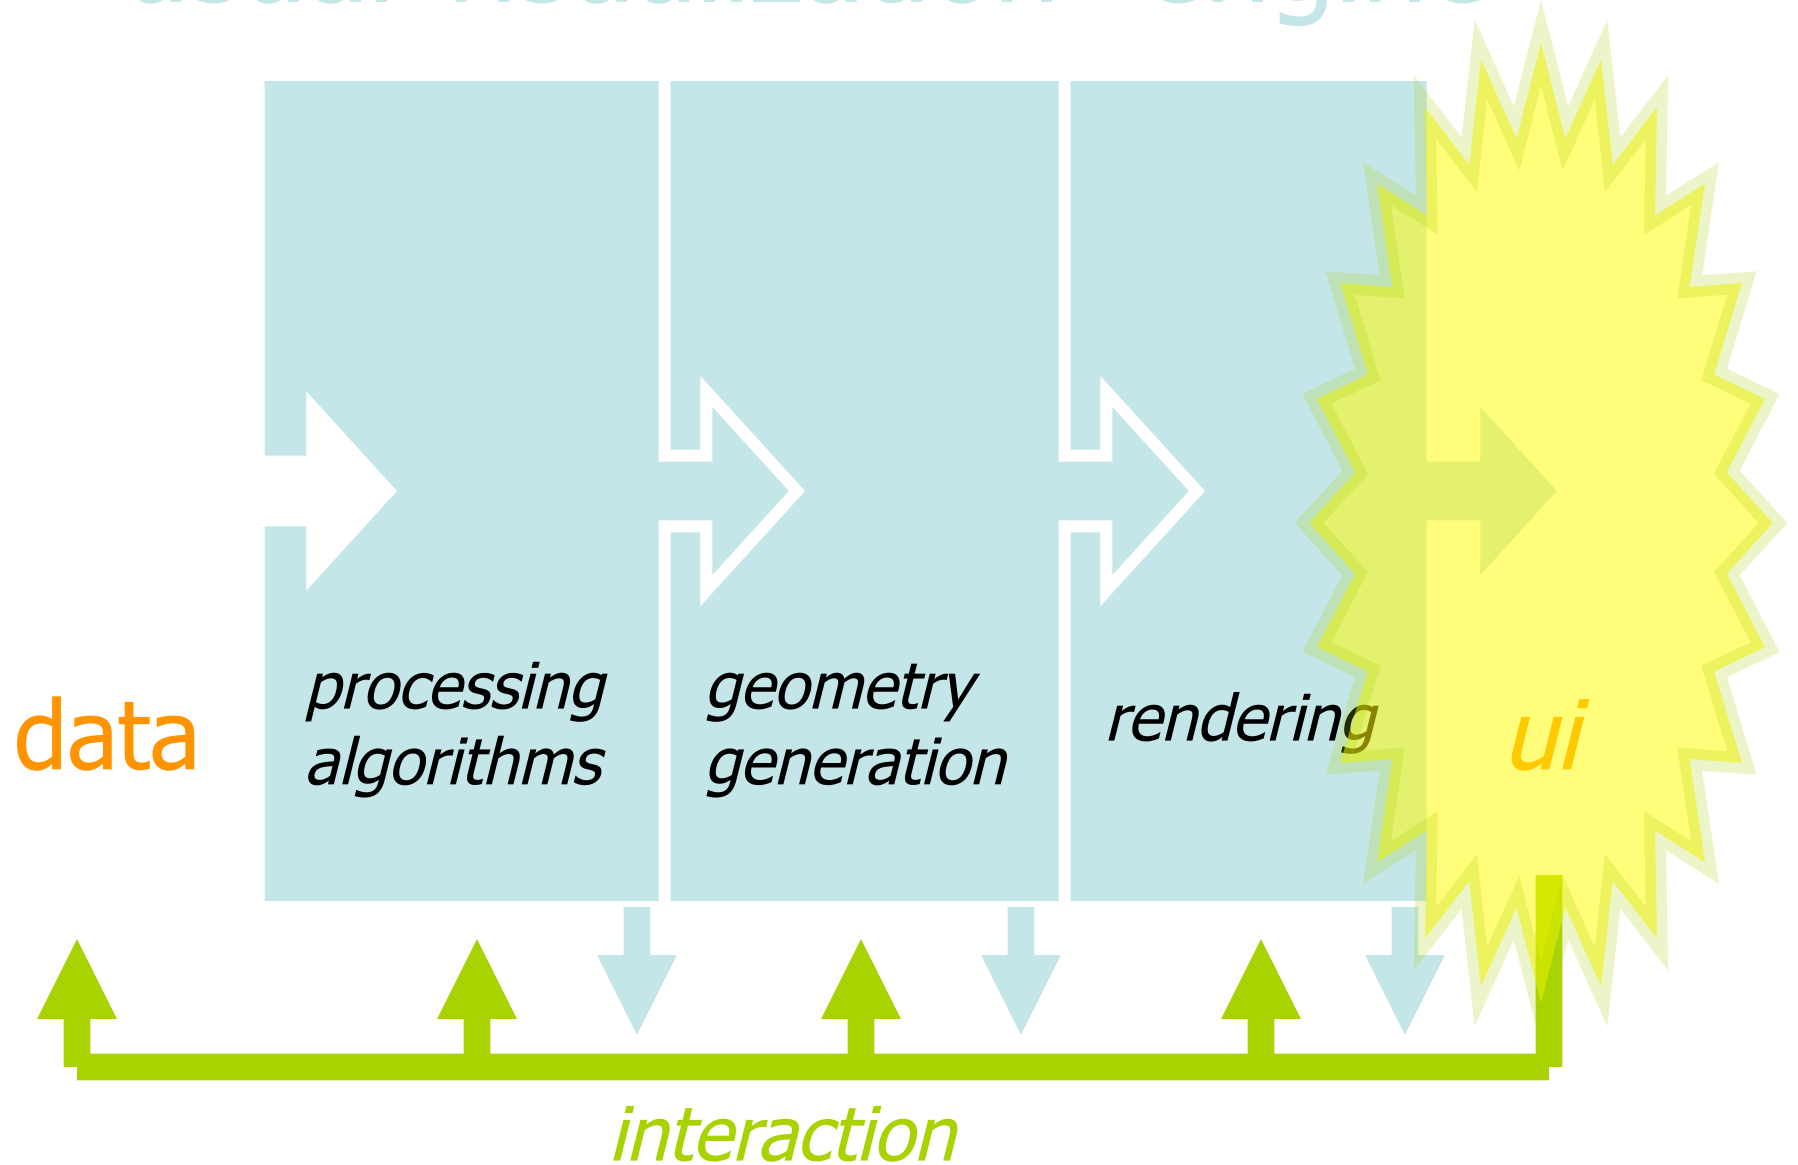 data
processing
algorithms
geometry
generation
rendering
ui
interaction